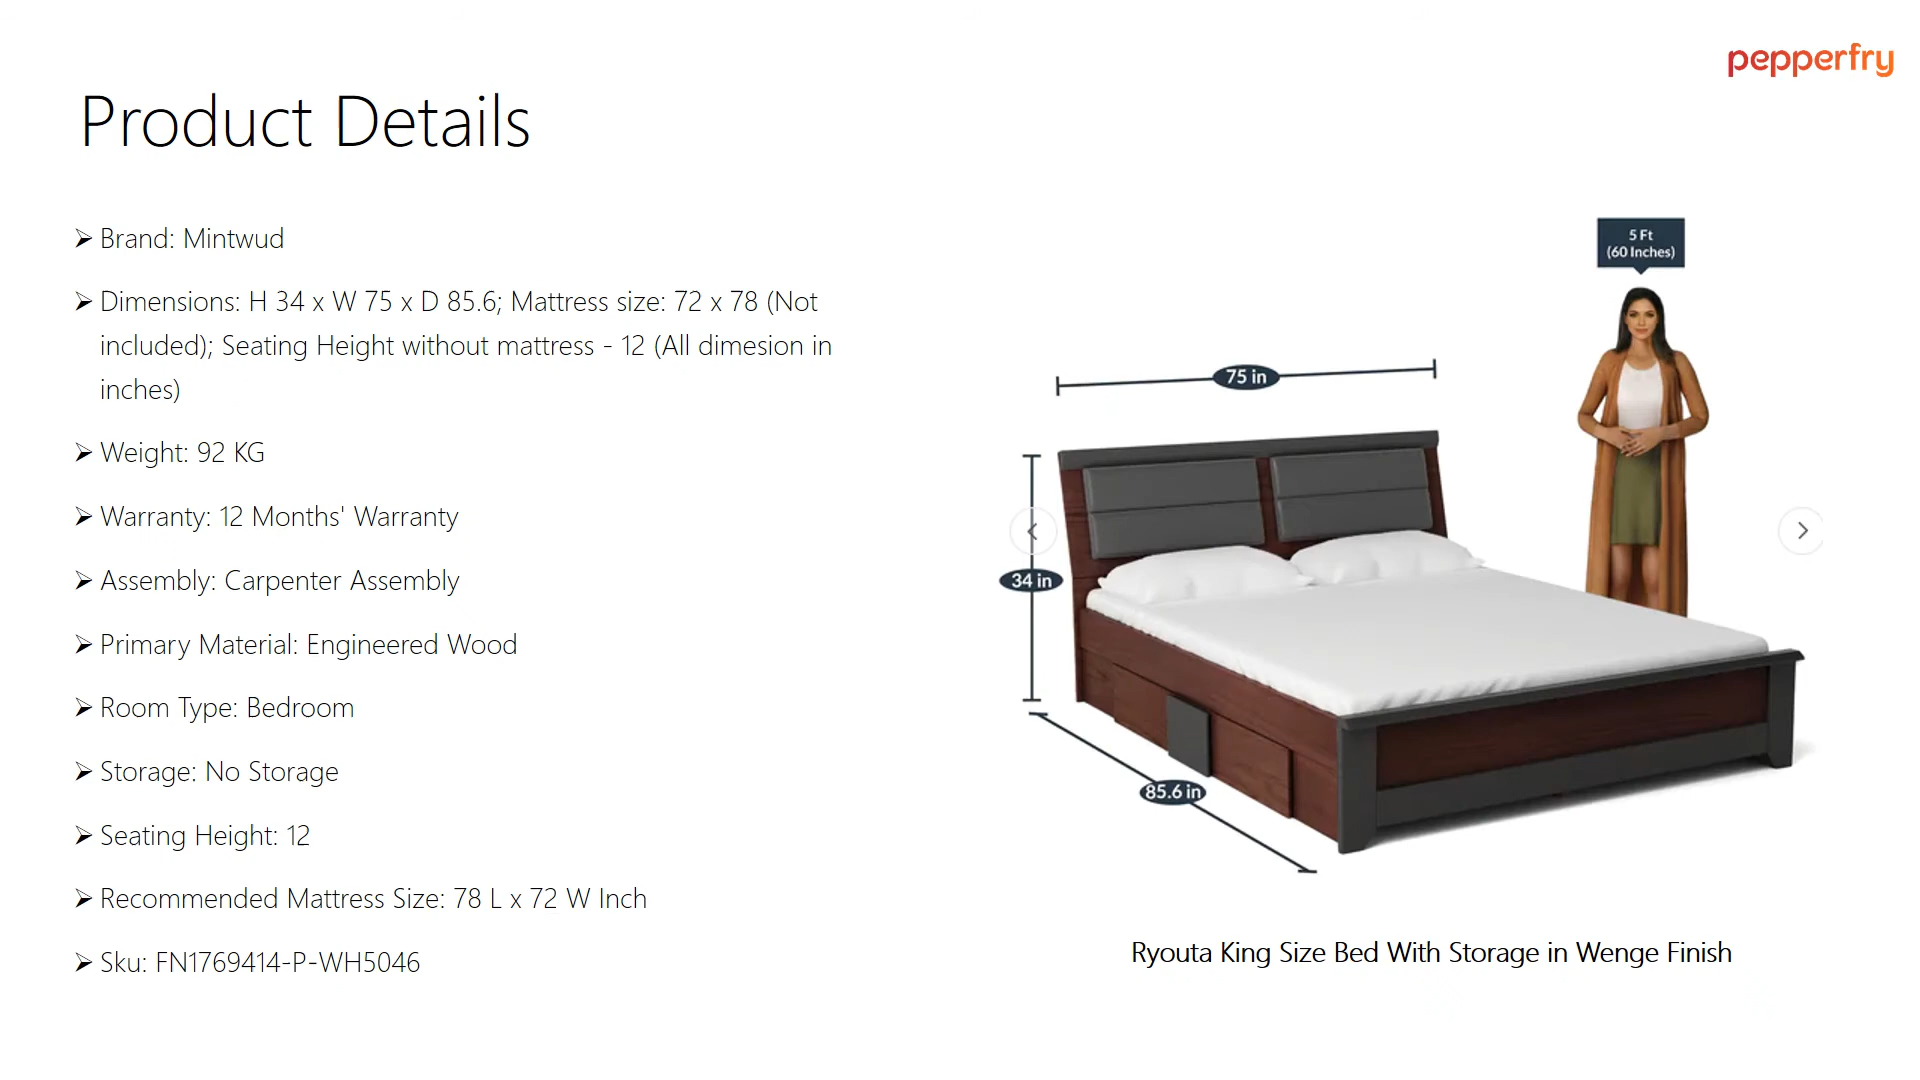 pepperfry
Product Details
➢ Brand: Mintwud
➢ Dimensions: H 34 x W 75 x D 85.6; Mattress size: 72 x 78 (Not
included); Seating Height without mattress - 12 (All dimesion in
inches)
➢ Weight: 92 KG
➢ Warranty: 12 Months' Warranty
➢ Assembly: Carpenter Assembly
➢ Primary Material: Engineered Wood
➢ Room Type: Bedroom
➢ Storage: No Storage
➢ Seating Height: 12
➢ Recommended Mattress Size: 78 L x 72 W Inch
➢ Sku: FN1769414-P-WH5046
5 Ft
(60 Inches)
75 in
34 in
85.6 in
Ryouta King Size Bed With Storage in Wenge Finish